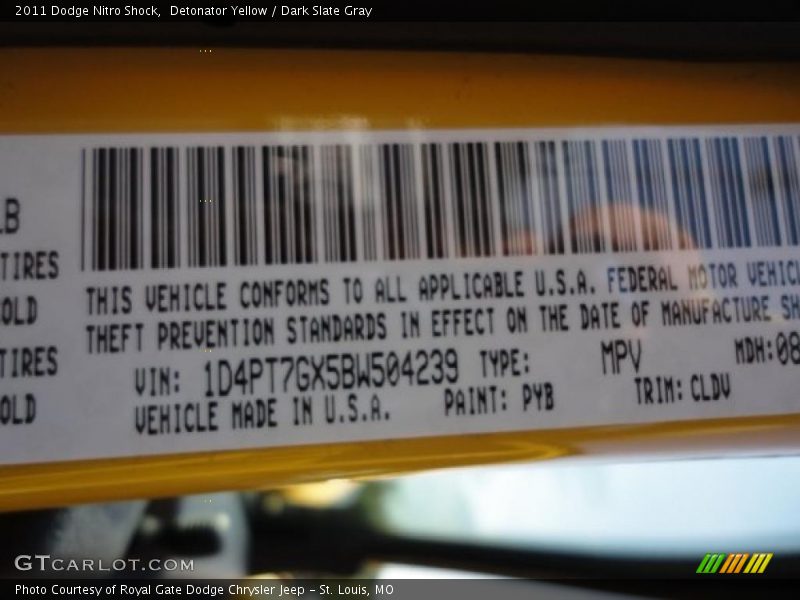 2011 Dodge Nitro Shock,  Detonator Yellow / Dark Slate Gray
LB
TIRES
OLD
TIRES
OLD
THIS VEHICLE CONFORMS TO ALL APPLICABLE U.S.A. FEDERAL MOTOR VEHICL
THEFT PREVENTION STANDARDS IN EFFECT ON THE DATE OF MANUFACTURE SH
VIN: 1D4PT7GX5BW504239 TYPE: MPV MDH:08
VEHICLE MADE IN U.S.A. PAINT: PYB TRIM: CLDV
GTCARLOT.COM
Photo Courtesy of Royal Gate Dodge Chrysler Jeep - St. Louis, MO